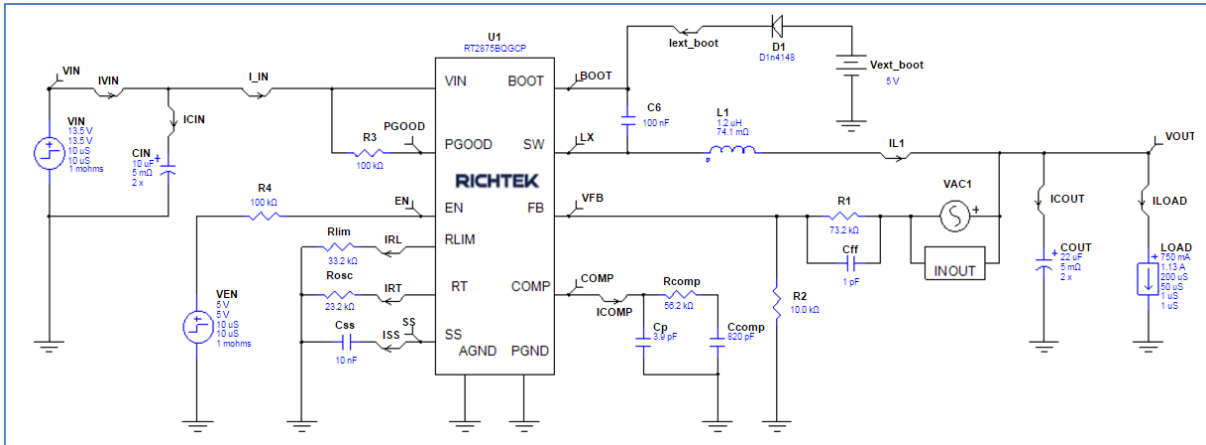 U1
RT2875BQGCP
RICHTEK
VIN
BOOT
PGOOD
SW
EN
FB
RLIM
RT
COMP
SS
AGND
PGND
VIN
IVIN
I_IN
VIN
13.5 V
13.5 V
10 uS
10 uS
1 mohms
ICIN
CIN
10 uF
5 mΩ
2 x
+
R3
100 kΩ
PGOOD
R4
100 kΩ
EN
VEN
5 V
5 V
10 uS
10 uS
1 mohms
Rlim
33.2 kΩ
IRL
Rosc
23.2 kΩ
IRT
Css
10 nF
ISS
SS
BOOT
Iext_boot
D1
D1n4148
Vext_boot
5 V
C6
100 nF
LX
L1
1.2 uH
74.1 mΩ
P
IL1
VOUT
VFB
R1
73.2 kΩ
Cff
1 pF
VAC1
+
INOUT
R2
10.0 kΩ
COMP
ICOMP
Rcomp
56.2 kΩ
Cp
3.9 pF
Ccomp
820 pF
ICOUT
COUT
22 uF
5 mΩ
2 x
+
ILOAD
LOAD
750 mA
1.13 A
200 uS
50 uS
1 uS
1 uS
+